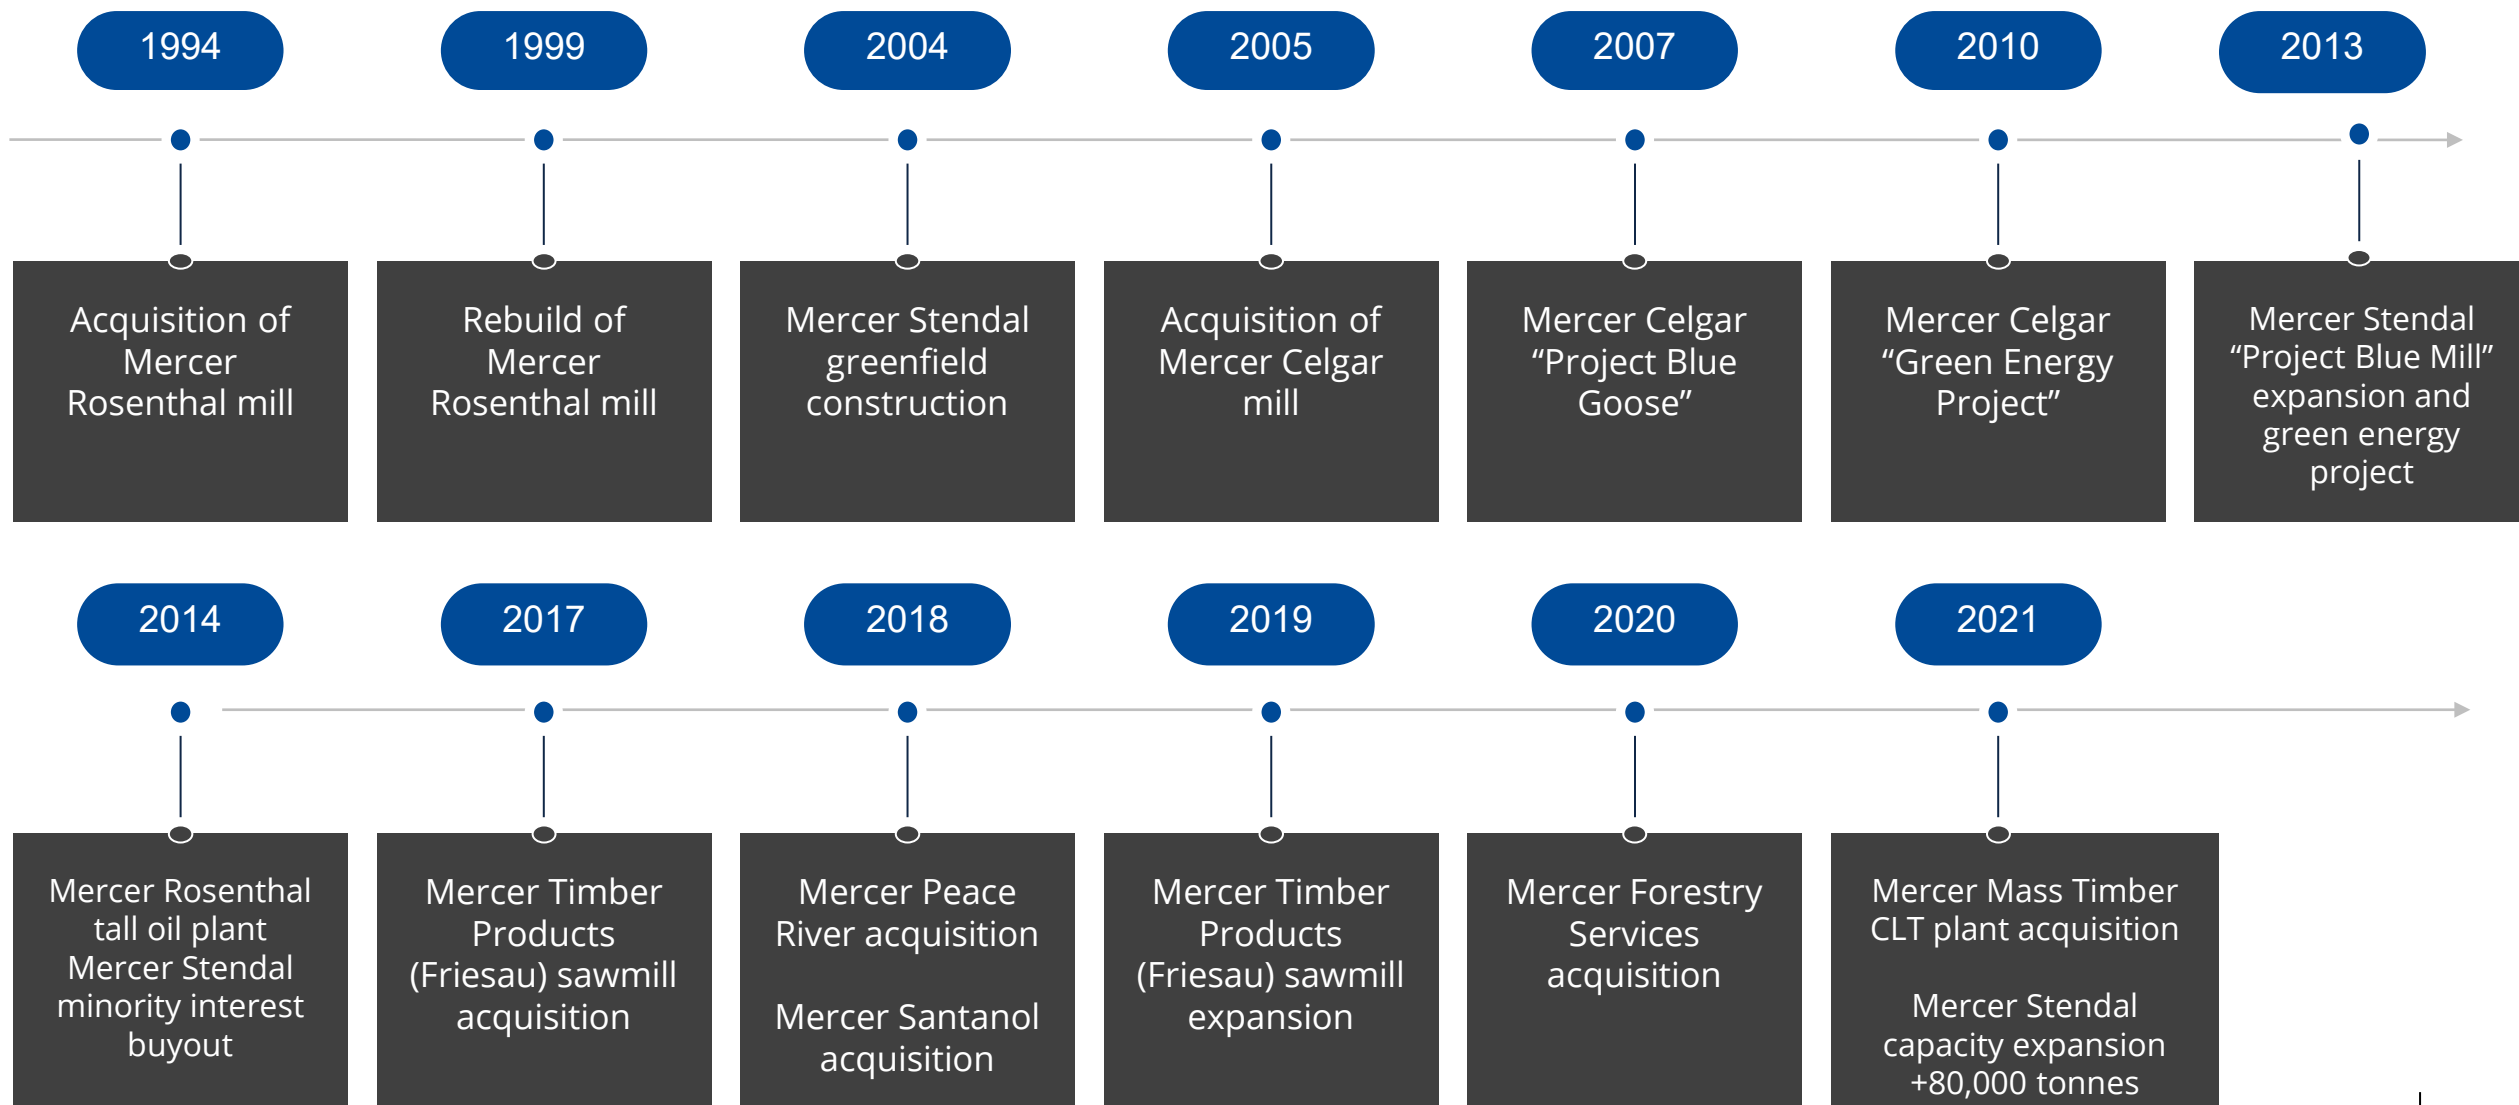 1994
1999
2004
2005
2007
2010
2013
Acquisition of
Mercer
Rosenthal mill
Rebuild of
Mercer
Rosenthal mill
Mercer Stendal
greenfield
construction
Acquisition of
Mercer Celgar
mill
Mercer Celgar
“Project Blue
Goose”
Mercer Celgar
“Green Energy
Project”
Mercer Stendal
“Project Blue Mill”
expansion and
green energy
project
2014
2017
2018
2019
2020
2021
Mercer Rosenthal
tall oil plant
Mercer Stendal
minority interest
buyout
Mercer Timber
Products
(Friesau) sawmill
acquisition
Mercer Peace
River acquisition
Mercer Santanol
acquisition
Mercer Timber
Products
(Friesau) sawmill
expansion
Mercer Forestry
Services
acquisition
Mercer Mass Timber
CLT plant acquisition
Mercer Stendal
capacity expansion
+80,000 tonnes